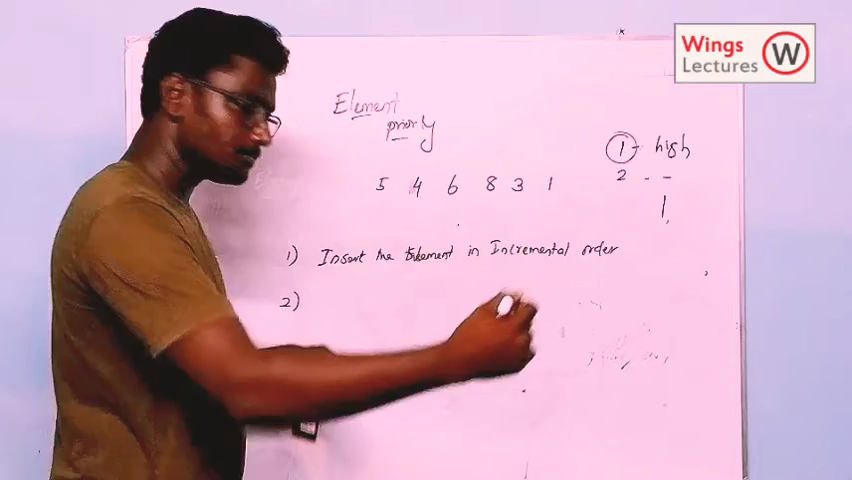 Wings
Lectures
W
Element
priority
1 - high
2 - -
1
5 4 6 8 3 1
1) Insert the Element in Incremental order
2)